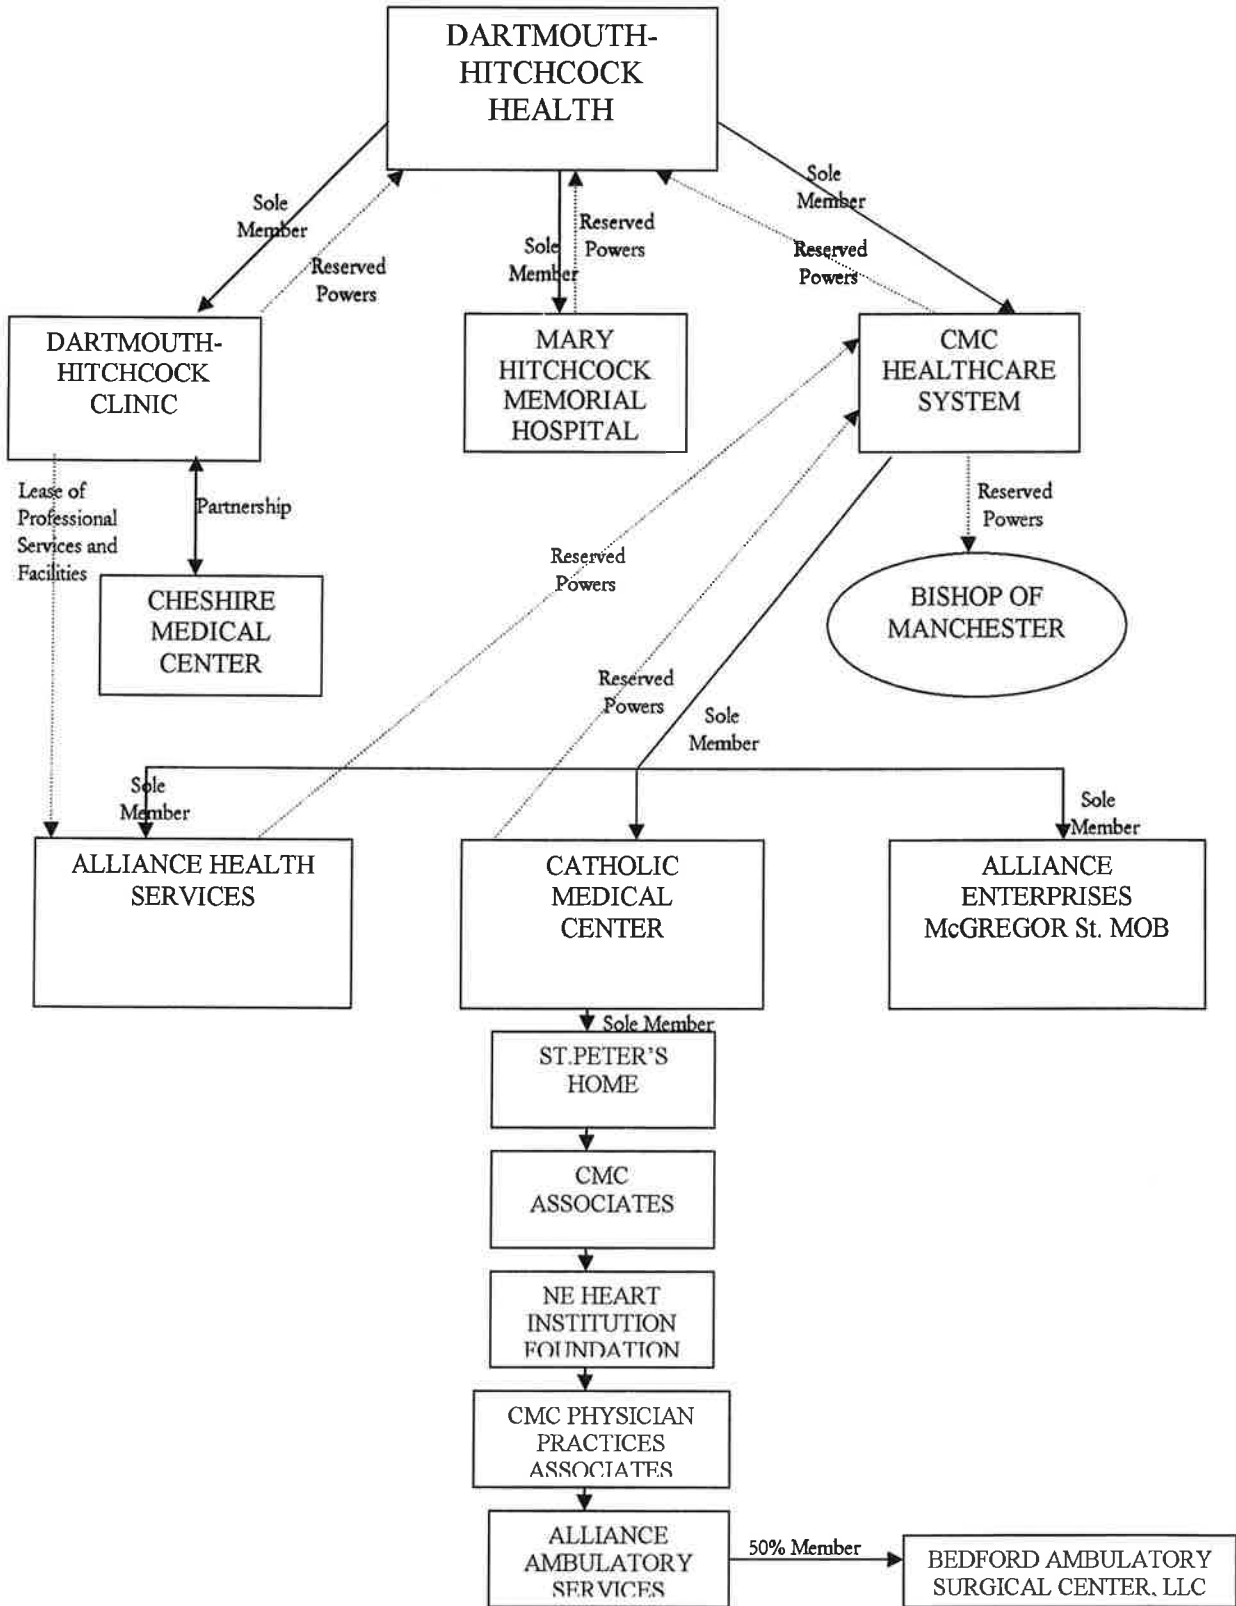 DARTMOUTH-
HITCHCOCK
HEALTH
Sole
Member
Reserved
Powers
Sole
Member
Reserved
Powers
Sole
Member
Reserved
Powers
DARTMOUTH-
HITCHCOCK
CLINIC
MARY
HITCHCOCK
MEMORIAL
HOSPITAL
CMC
HEALTHCARE
SYSTEM
Lease of
Professional
Services and
Facilities
Partnership
Reserved
Powers
Reserved
Powers
CHESHIRE
MEDICAL
CENTER
BISHOP OF
MANCHESTER
Reserved
Powers
Sole
Member
Sole
Member
Sole
Member
ALLIANCE HEALTH
SERVICES
CATHOLIC
MEDICAL
CENTER
ALLIANCE
ENTERPRISES
McGREGOR St. MOB
Sole Member
ST.PETER'S
HOME
CMC
ASSOCIATES
NE HEART
INSTITUTION
FOUNDATION
CMC PHYSICIAN
PRACTICES
ASSOCIATES
ALLIANCE
AMBULATORY
SERVICES
50% Member
BEDFORD AMBULATORY
SURGICAL CENTER, LLC